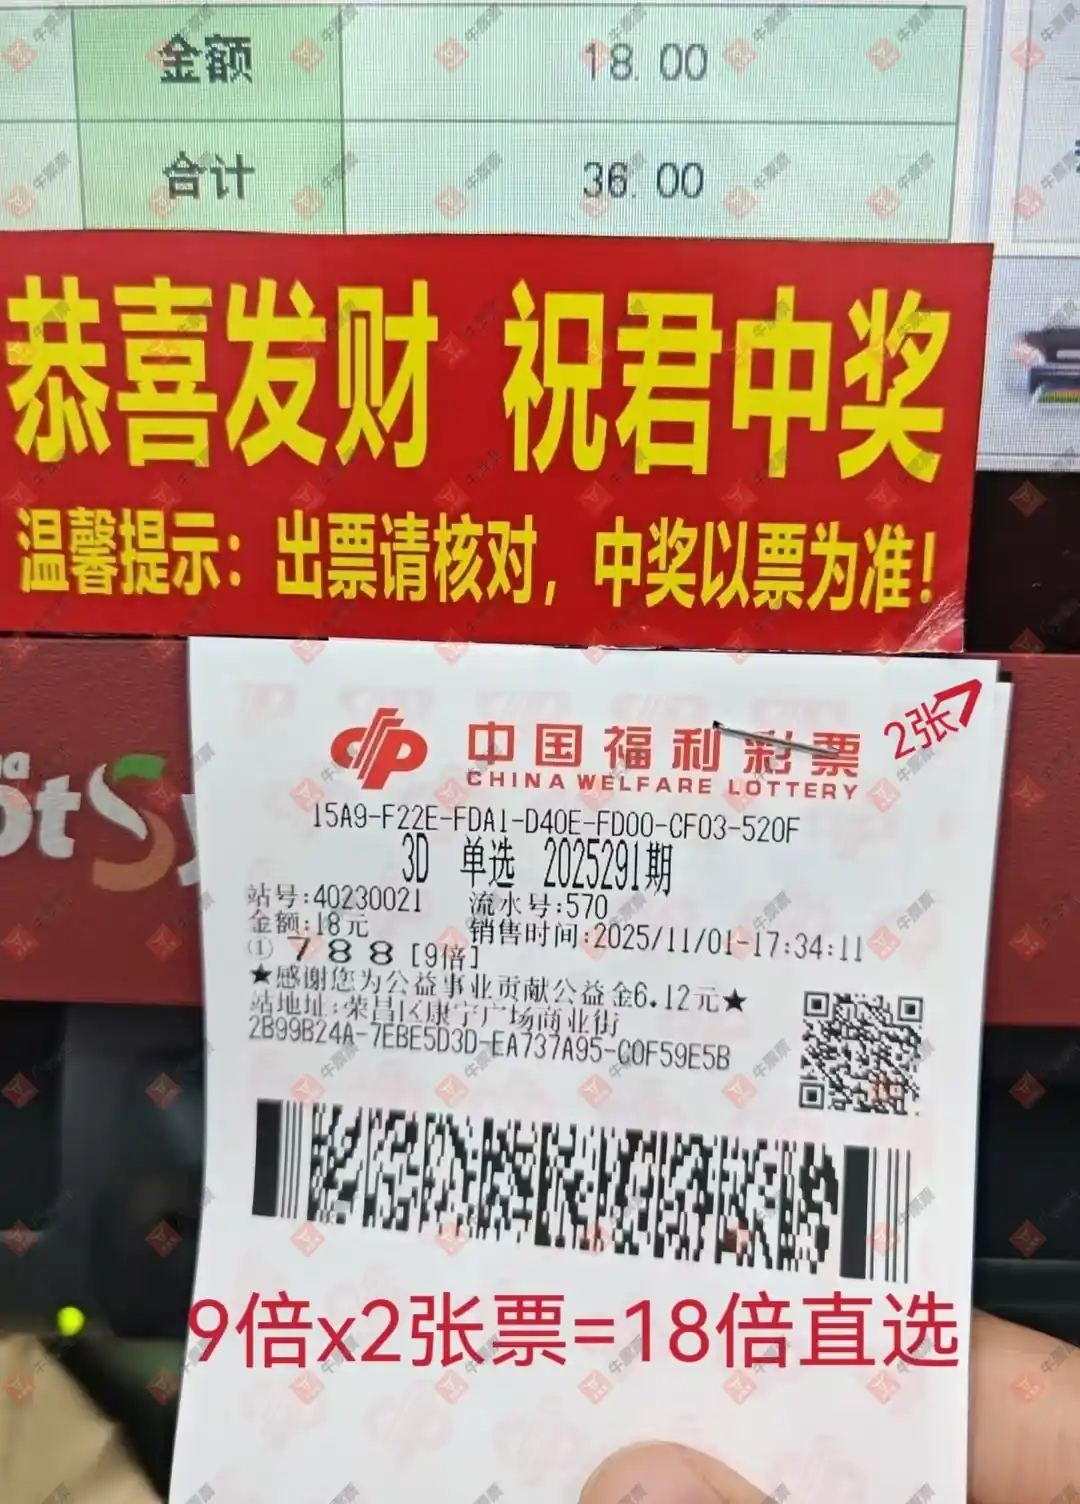 金额 18.00
合计 36.00
恭喜发财 祝君中奖
温馨提示：出票请核对，中奖以票为准！
2张
中国福利彩票
CHINA WELFARE LOTTERY
15A9-F22E-FDA1-D40E-FD00-CF03-520F
3D 单选 2025291期
站号:40230021 流水号:570
金额:18元 销售时间:2025/11/01-17:34:11
① 7 8 8 [9倍]
★感谢您为公益事业贡献公益金6.12元★
站地址:荣昌区康宁广场商业街
2B99B24A-7EBE5D3D-EA737A95-C0F59E5B
9倍x2张票=18倍直选